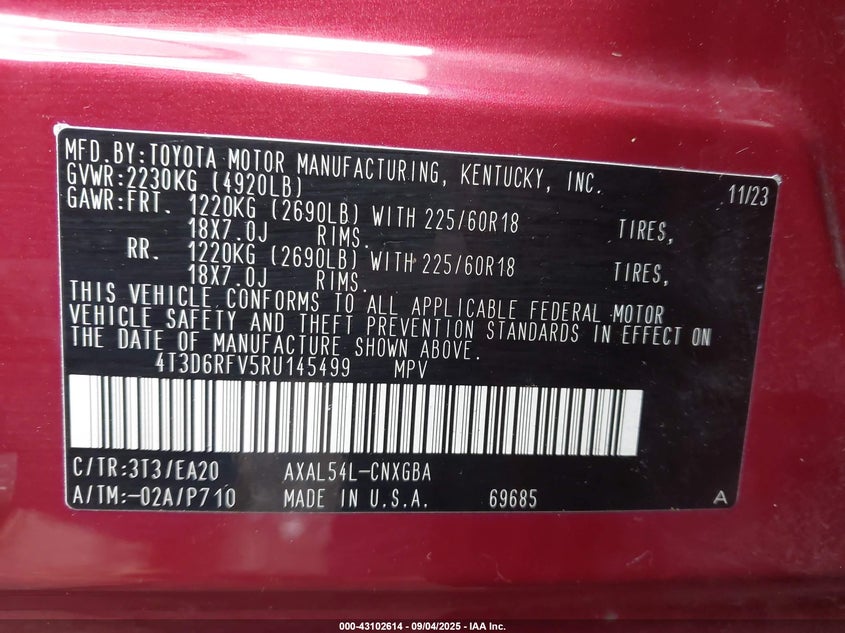 MFD.BY:TOYOTA MOTOR MANUFACTURING, KENTUCKY, INC. 11/23
GVWR:2230KG (4920LB)
GAWR:FRT. 1220KG (2690LB) WITH 225/60R18 TIRES,
18X7.0J RIMS.
RR. 1220KG (2690LB) WITH 225/60R18 TIRES,
18X7.0J RIMS.
THIS VEHICLE CONFORMS TO ALL APPLICABLE FEDERAL MOTOR
VEHICLE SAFETY AND THEFT PREVENTION STANDARDS IN EFFECT ON
THE DATE OF MANUFACTURE SHOWN ABOVE.
4T3D6RFV5RU145499 MPV
C/TR:3T3/EA20 AXAL54L-CNXGBA
A/TM:-02A/P710 MADE IN U.S.A. 69685 A
000-43102614 - 09/04/2025 - IAA Inc.